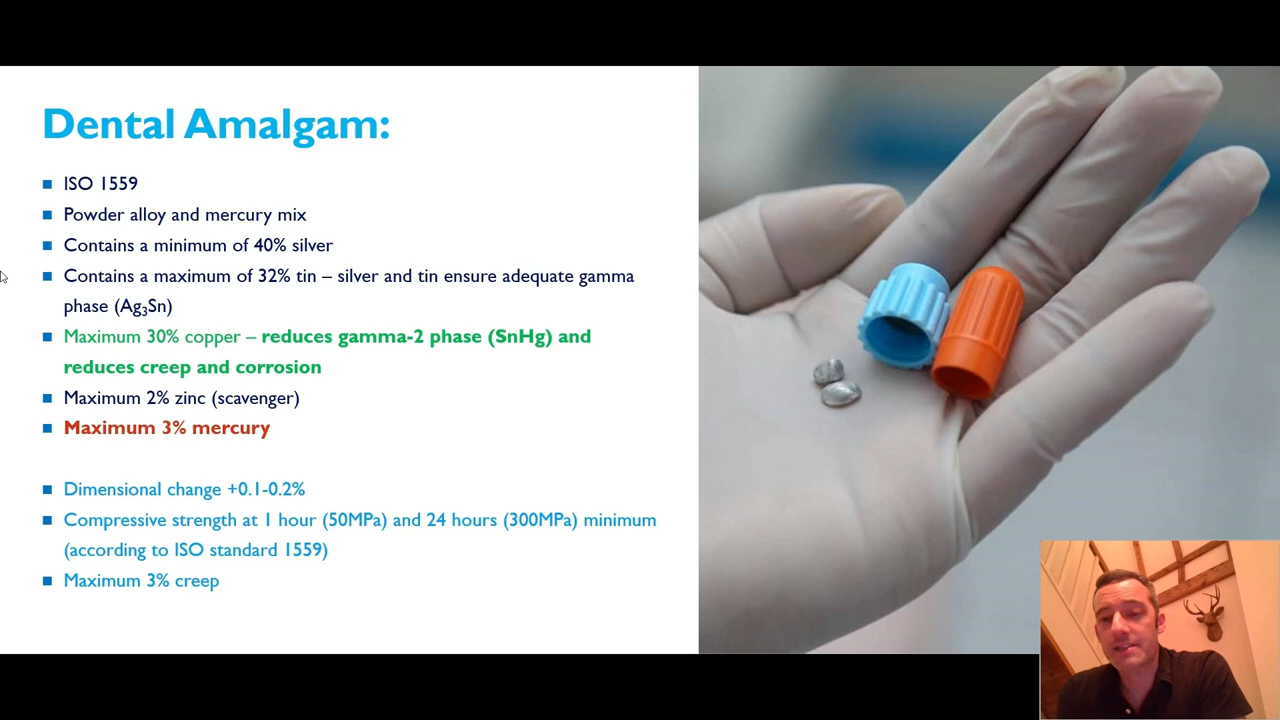 Dental Amalgam:
ISO 1559
Powder alloy and mercury mix
Contains a minimum of 40% silver
Contains a maximum of 32% tin – silver and tin ensure adequate gamma
phase (Ag₃Sn)
Maximum 30% copper – reduces gamma-2 phase (SnHg) and
reduces creep and corrosion
Maximum 2% zinc (scavenger)
Maximum 3% mercury
Dimensional change +0.1-0.2%
Compressive strength at 1 hour (50MPa) and 24 hours (300MPa) minimum
(according to ISO standard 1559)
Maximum 3% creep